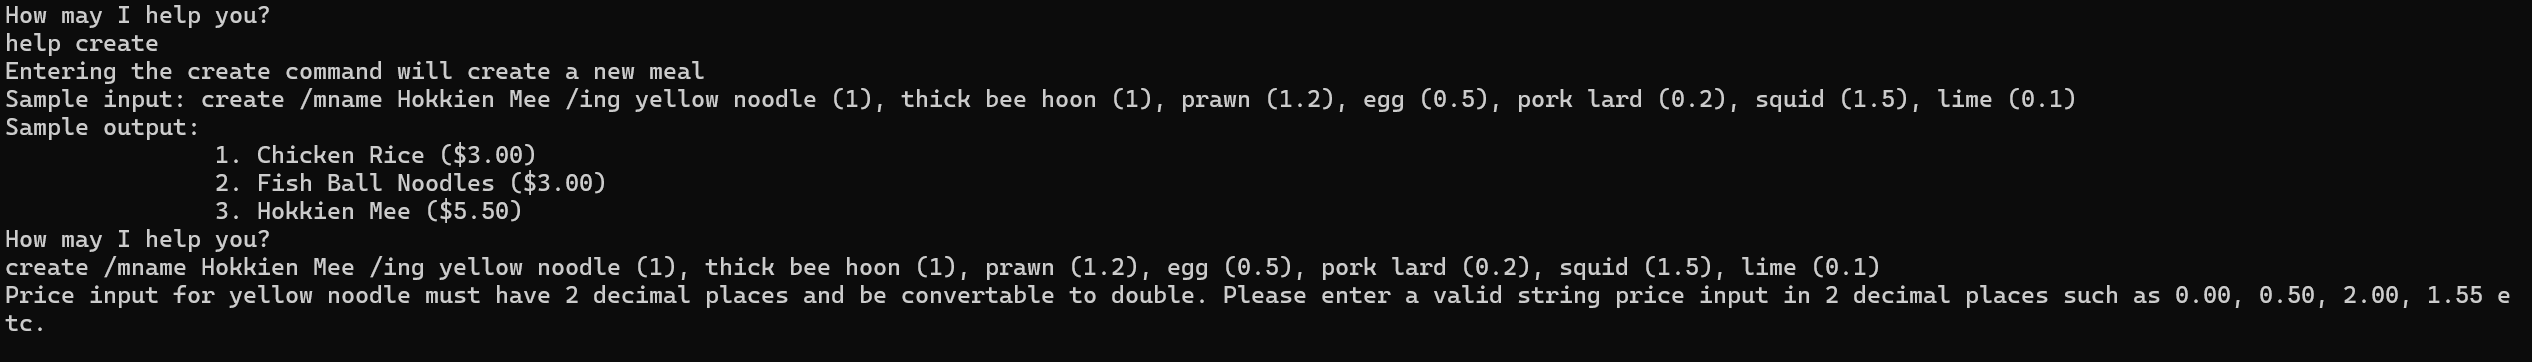 How may I help you?
help create
Entering the create command will create a new meal
Sample input: create /mname Hokkien Mee /ing yellow noodle (1), thick bee hoon (1), prawn (1.2), egg (0.5), pork lard (0.2), squid (1.5), lime (0.1)
Sample output:
1. Chicken Rice ($3.00)
2. Fish Ball Noodles ($3.00)
3. Hokkien Mee ($5.50)
How may I help you?
create /mname Hokkien Mee /ing yellow noodle (1), thick bee hoon (1), prawn (1.2), egg (0.5), pork lard (0.2), squid (1.5), lime (0.1)
Price input for yellow noodle must have 2 decimal places and be convertable to double. Please enter a valid string price input in 2 decimal places such as 0.00, 0.50, 2.00, 1.55 e
tc.